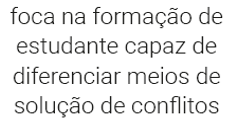 foca na formação de
estudante capaz de
diferenciar meios de
solução de conflitos